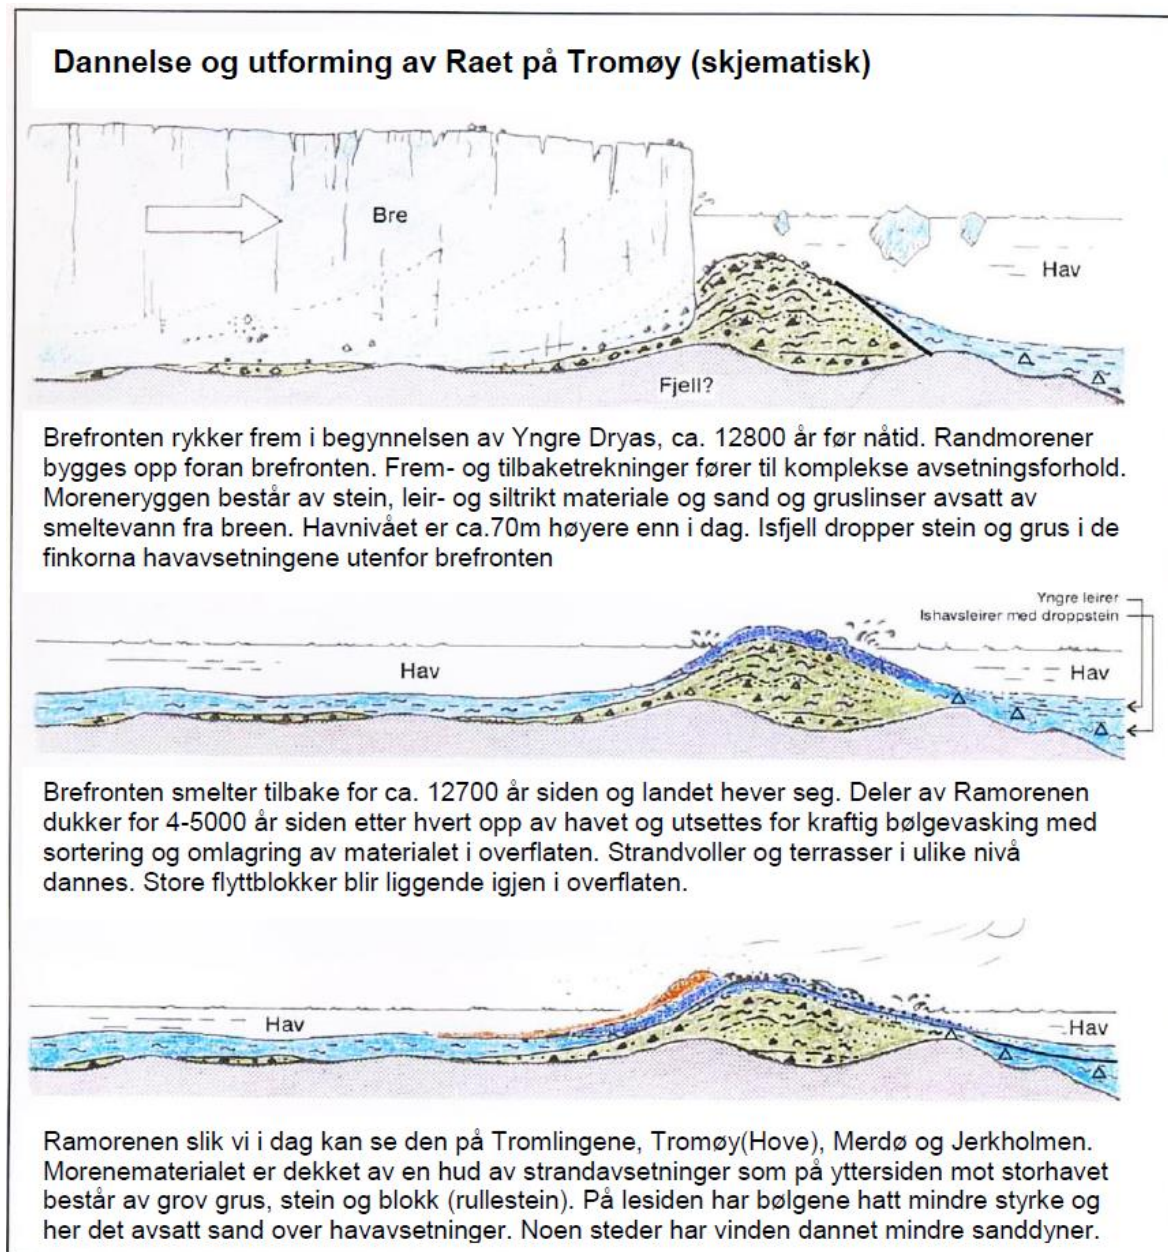 Dannelse og utforming av Raet på Tromøy (skjematisk)
Bre
Hav
Fjell?
Brefronten rykker frem i begynnelsen av Yngre Dryas, ca. 12800 år før nåtid. Randmorener
bygges opp foran brefronten. Frem- og tilbaketrekninger fører til komplekse avsetningsforhold.
Moreneryggen består av stein, leir- og siltrikt materiale og sand og gruslinser avsatt av
smeltevann fra breen. Havnivået er ca.70m høyere enn i dag. Isfjell dropper stein og grus i de
finkorna havavsetningene utenfor brefronten
Yngre leirer
Ishavsleirer med droppstein
Hav
Hav
Brefronten smelter tilbake for ca. 12700 år siden og landet hever seg. Deler av Ramorenen
dukker for 4-5000 år siden etter hvert opp av havet og utsettes for kraftig bølgevasking med
sortering og omlagring av materialet i overflaten. Strandvoller og terrasser i ulike nivå
dannes. Store flyttblokker blir liggende igjen i overflaten.
Hav
Hav
Ramorenen slik vi i dag kan se den på Tromlingene, Tromøy(Hove), Merdø og Jerkholmen.
Morenematerialet er dekket av en hud av strandavsetninger som på yttersiden mot storhavet
består av grov grus, stein og blokk (rullestein). På lesiden har bølgene hatt mindre styrke og
her det avsatt sand over havavsetninger. Noen steder har vinden dannet mindre sanddyner.